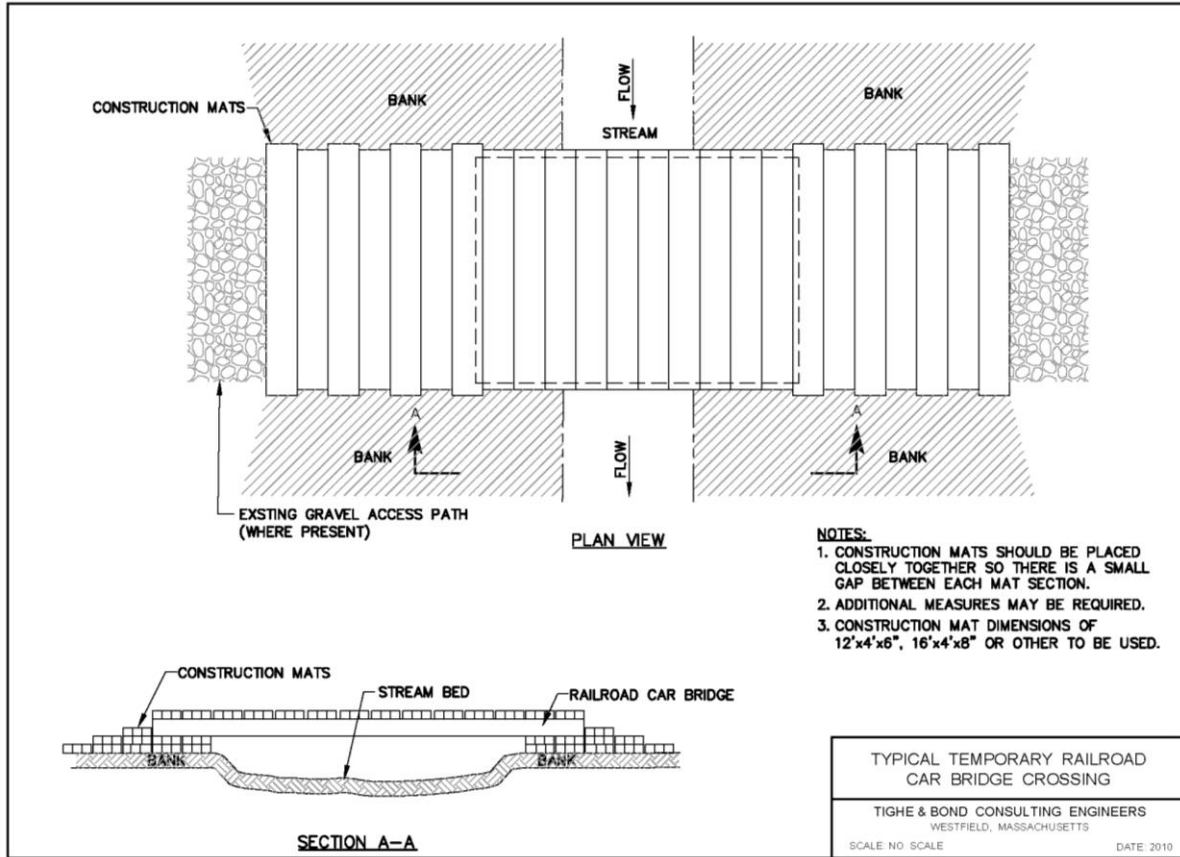 CONSTRUCTION MATS
BANK
FLOW
STREAM
BANK
A
A
BANK
FLOW
BANK
EXSTING GRAVEL ACCESS PATH
(WHERE PRESENT)
PLAN VIEW
NOTES:
1. CONSTRUCTION MATS SHOULD BE PLACED
CLOSELY TOGETHER SO THERE IS A SMALL
GAP BETWEEN EACH MAT SECTION.
2. ADDITIONAL MEASURES MAY BE REQUIRED.
3. CONSTRUCTION MAT DIMENSIONS OF
12'x4'x6", 16'x4'x8" OR OTHER TO BE USED.
CONSTRUCTION MATS
STREAM BED
RAILROAD CAR BRIDGE
BANK
BANK
SECTION A-A
TYPICAL TEMPORARY RAILROAD
CAR BRIDGE CROSSING
TIGHE & BOND CONSULTING ENGINEERS
WESTFIELD, MASSACHUSETTS
SCALE: NO SCALE
DATE: 2010